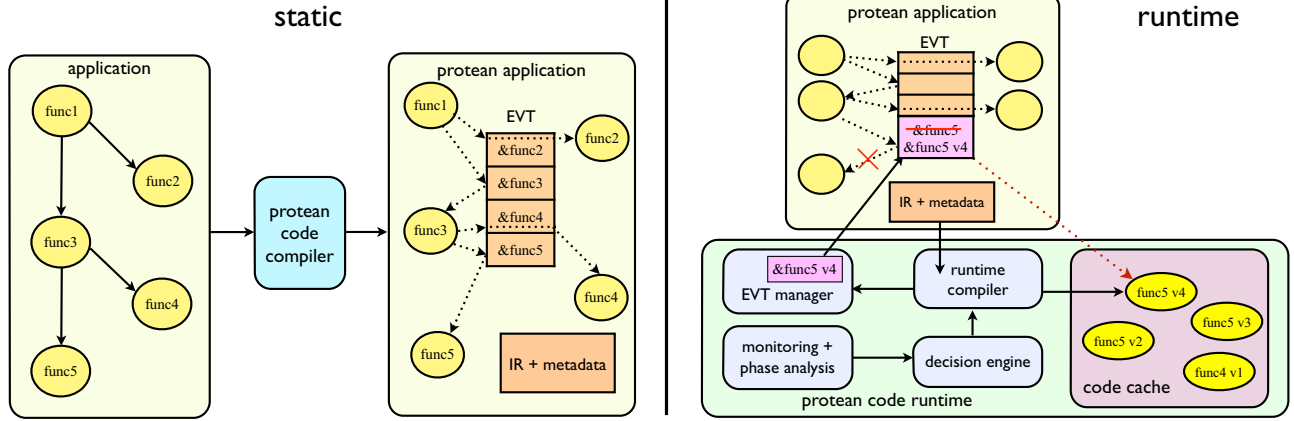 static
application
func1
func2
func3
func4
func5
protean
code
compiler
protean application
func1
EVT
&func2
func2
&func3
func3
&func4
&func5
func4
func5
IR + metadata
runtime
protean application
EVT
&func5
&func5 v4
IR + metadata
&func5 v4
EVT manager
runtime
compiler
monitoring +
phase analysis
decision engine
protean code runtime
func5 v4
func5 v3
func5 v2
func4 v1
code cache